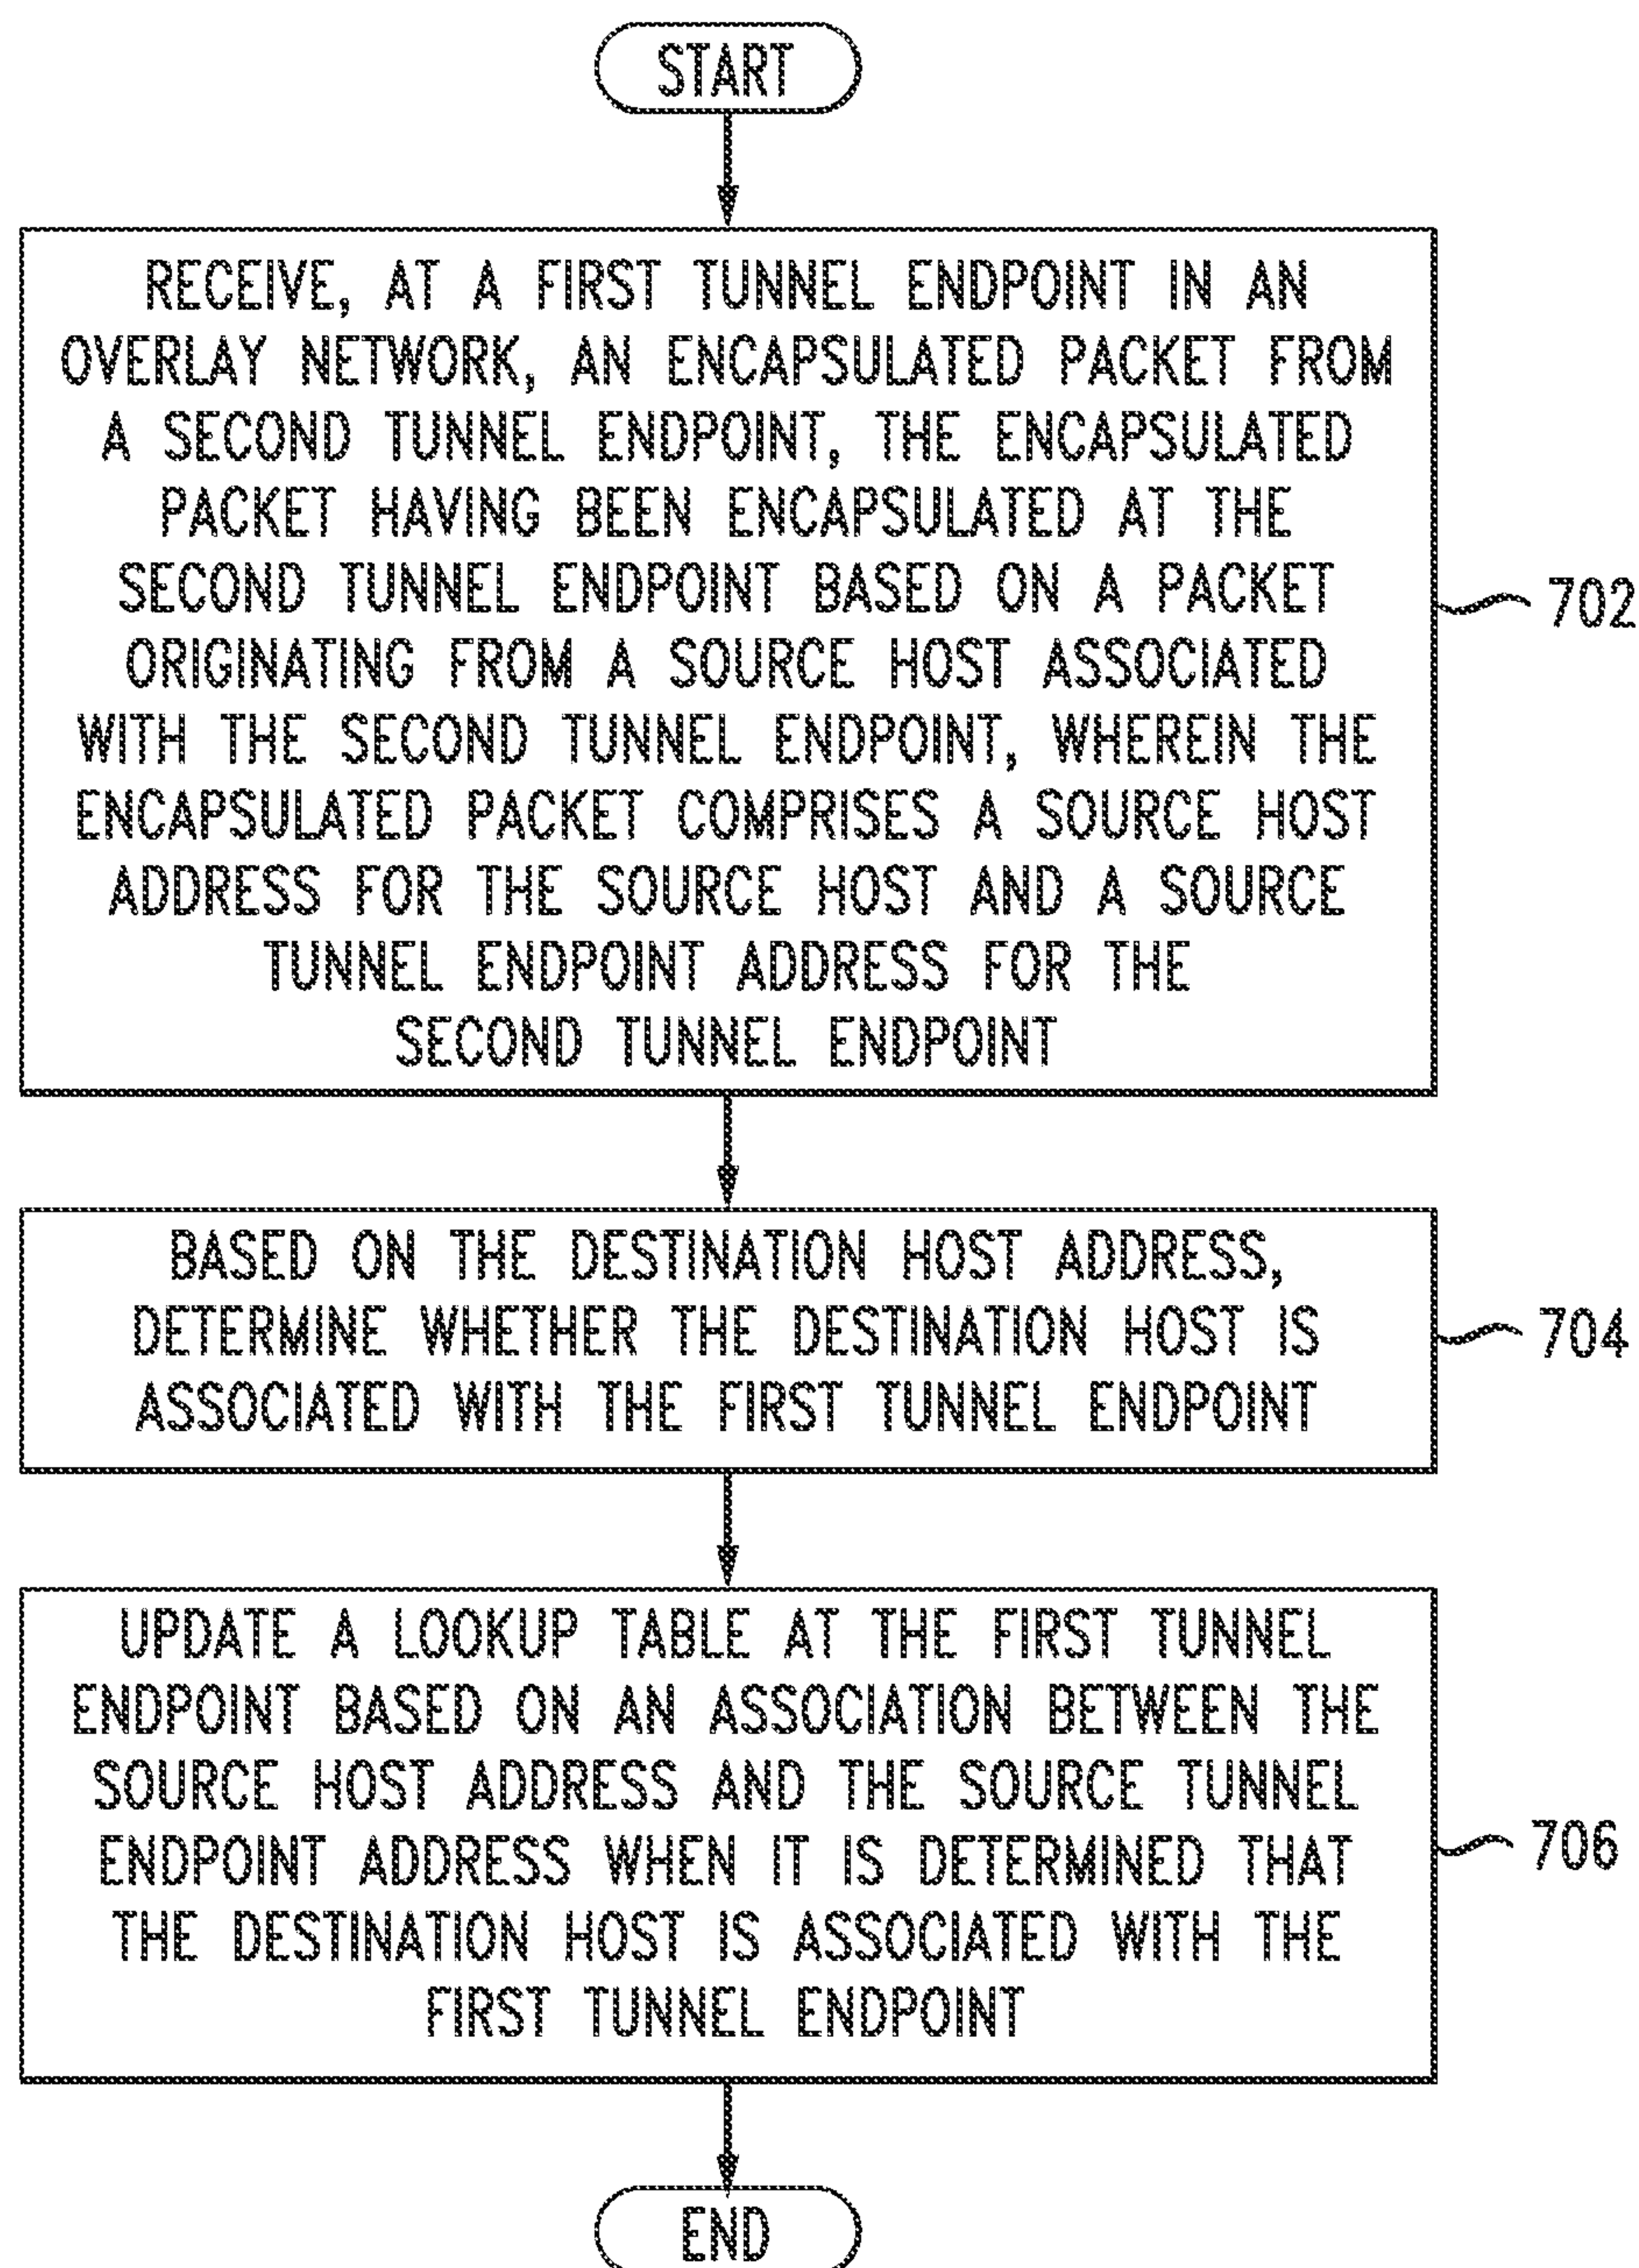 START
RECEIVE, AT A FIRST TUNNEL ENDPOINT IN AN
OVERLAY NETWORK, AN ENCAPSULATED PACKET FROM
A SECOND TUNNEL ENDPOINT, THE ENCAPSULATED
PACKET HAVING BEEN ENCAPSULATED AT THE
SECOND TUNNEL ENDPOINT BASED ON A PACKET
ORIGINATING FROM A SOURCE HOST ASSOCIATED
WITH THE SECOND TUNNEL ENDPOINT, WHEREIN THE
ENCAPSULATED PACKET COMPRISES A SOURCE HOST
ADDRESS FOR THE SOURCE HOST AND A SOURCE
TUNNEL ENDPOINT ADDRESS FOR THE
SECOND TUNNEL ENDPOINT
702
BASED ON THE DESTINATION HOST ADDRESS,
DETERMINE WHETHER THE DESTINATION HOST IS
ASSOCIATED WITH THE FIRST TUNNEL ENDPOINT
704
UPDATE A LOOKUP TABLE AT THE FIRST TUNNEL
ENDPOINT BASED ON AN ASSOCIATION BETWEEN THE
SOURCE HOST ADDRESS AND THE SOURCE TUNNEL
ENDPOINT ADDRESS WHEN IT IS DETERMINED THAT
THE DESTINATION HOST IS ASSOCIATED WITH THE
FIRST TUNNEL ENDPOINT
706
END